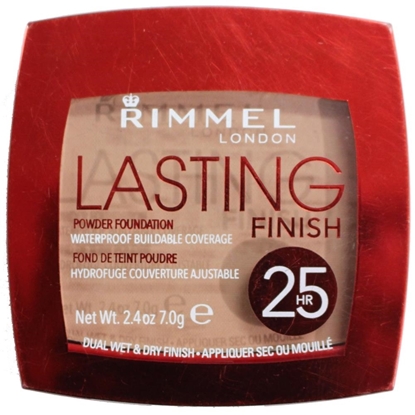 RIMMEL
LONDON
LASTING
FINISH
POWDER FOUNDATION
WATERPROOF BUILDABLE COVERAGE
FOND DE TEINT POUDRE
HYDROFUGE COUVERTURE AJUSTABLE
25
HR
Net Wt. 2.4oz 7.0g ℮
DUAL WET & DRY FINISH • APPLIQUER SEC OU MOUILLÉ